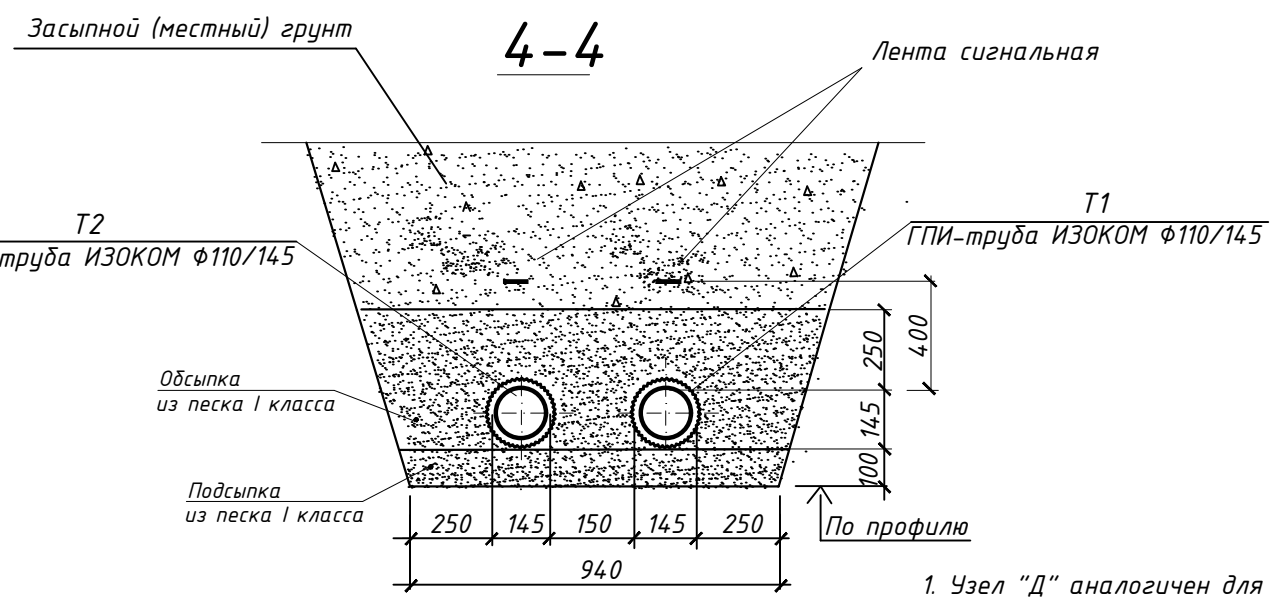 Засыпной (местный) грунт
4-4
Лента сигнальная
Т2
труба ИЗОКОМ Ф110/145
Т1
ГПИ-труба ИЗОКОМ Ф110/145
250
400
145
100
Обсыпка
из песка I класса
Подсыпка
из песка I класса
250
145
150
145
250
940
По профилю
1. Узел "Д" аналогичен для